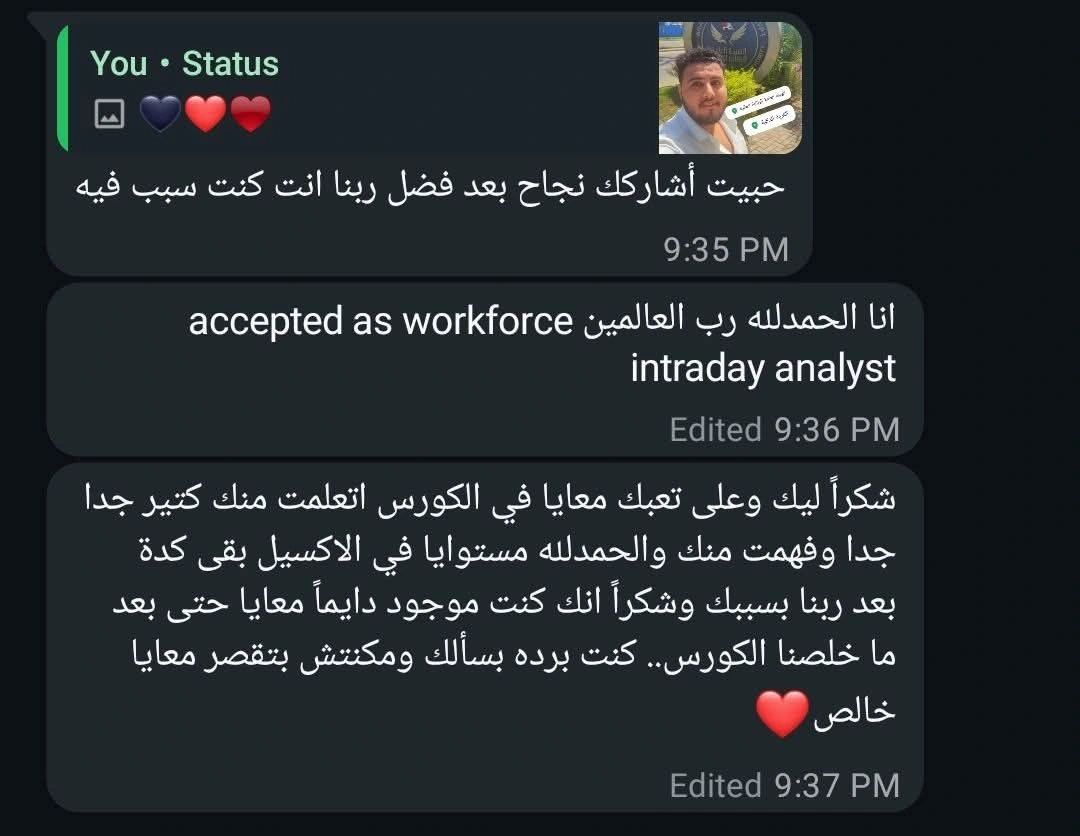 You • Status
🖤❤️❤️
حبيت أشاركك نجاح بعد فضل ربنا انت كنت سبب فيه
9:35 PM
انا الحمدلله رب العالمين accepted as workforce
intraday analyst
Edited 9:36 PM
شكراً ليك وعلى تعبك معايا في الكورس اتعلمت منك كتير جدا
جدا وفهمت منك والحمدلله مستوايا في الاكسيل بقى كدة
بعد ربنا بسببك وشكراً انك كنت موجود دايماً معايا حتى بعد
ما خلصنا الكورس.. كنت برده بسألك ومكنتش بتقصر معايا
خالص❤️
Edited 9:37 PM